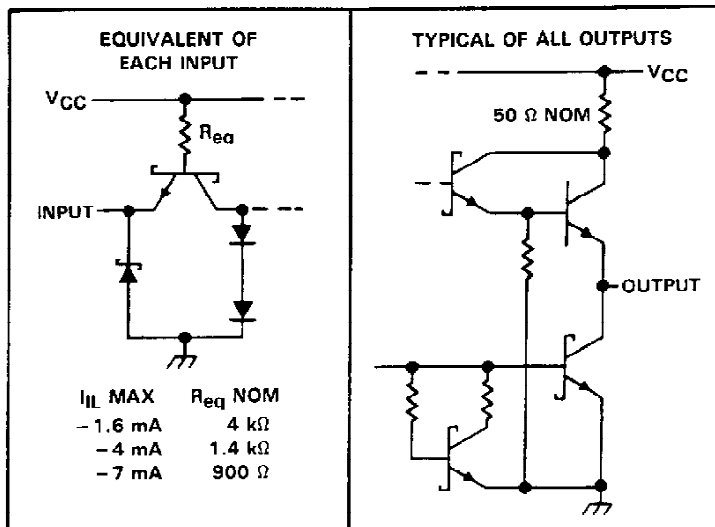 EQUIVALENT OF
EACH INPUT
VCC
Req
INPUT
IIL MAX Req NOM
−1.6 mA 4 kΩ
−4 mA 1.4 kΩ
−7 mA 900 Ω
TYPICAL OF ALL OUTPUTS
VCC
50 Ω NOM
OUTPUT